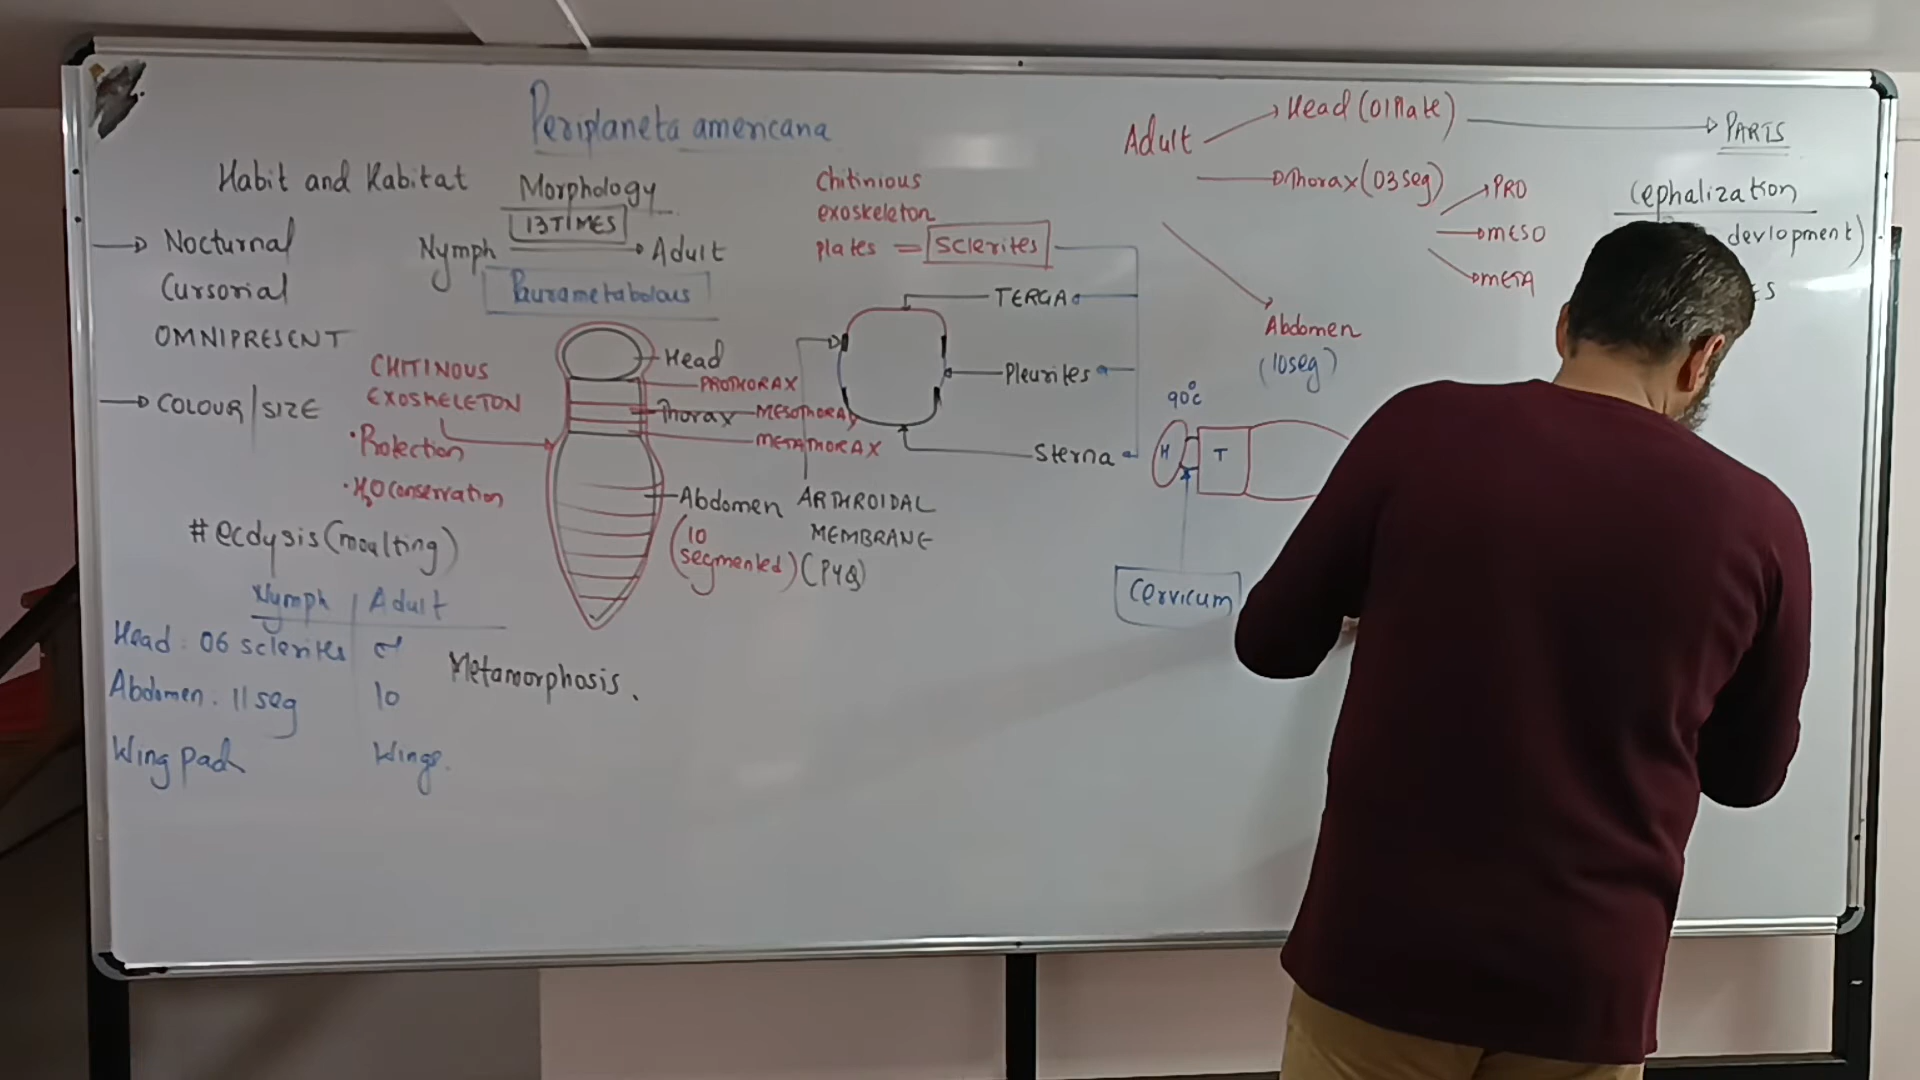 Periplaneta americana
Habit and Habitat
Nocturnal
Cursorial
OMNIPRESENT
COLOUR/SIZE
Morphology
13 TIMES
Nymph
Adult
Paurometabolous
CHITINOUS
EXOSKELETON
• Protection
• H2O conservation
#ecdysis(moulting)
Nymph | Adult
Head: 06 sclerites
Abdomen: 11 seg 10
Wing pad Wings.
Metamorphosis.
Head
PROTHORAX
Thorax MESOTHORAX
METATHORAX
Abdomen
(10
segmented)
Chitinious
exoskeleton
plates = Sclerites
TERGA
Pleurites
Sterna
ARTHROIDAL
MEMBRANE
(PYQ)
Adult
Head (01 Plate)
PARTS
Thorax (03 seg)
PRO
MESO
META
Abdomen
(10 seg)
90°c
H
T
Cervicum
Cephalization
devlopment)